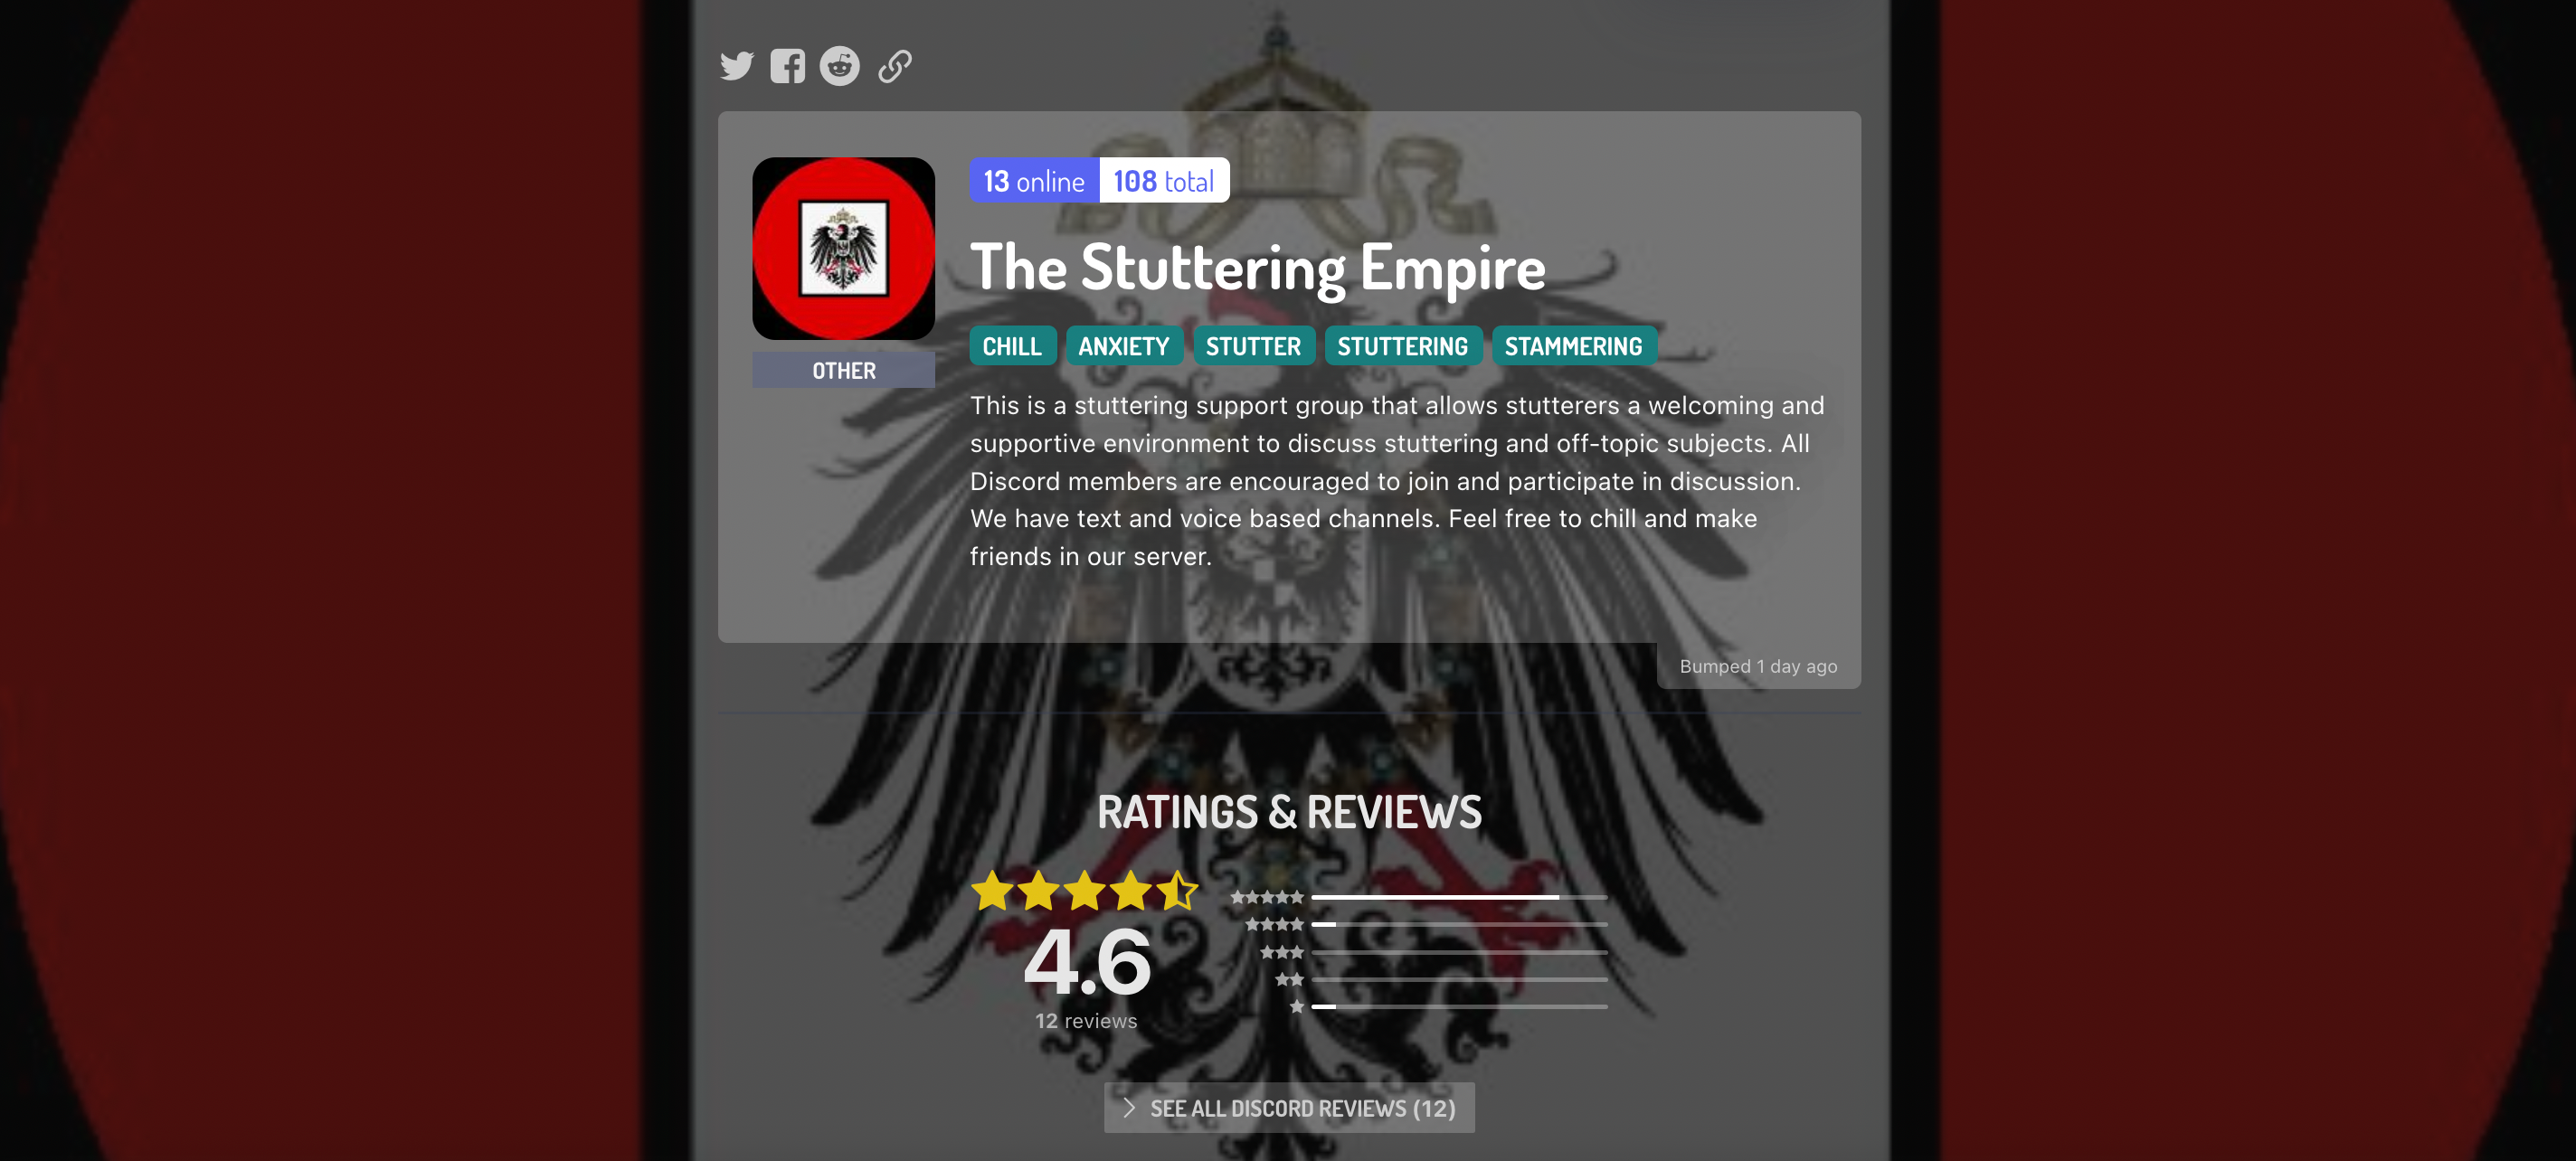 13 online 108 total
The Stuttering Empire
CHILL ANXIETY STUTTER STUTTERING STAMMERING
OTHER
This is a stuttering support group that allows stutterers a welcoming and
supportive environment to discuss stuttering and off-topic subjects. All
Discord members are encouraged to join and participate in discussion.
We have text and voice based channels. Feel free to chill and make
friends in our server.
Bumped 1 day ago
RATINGS & REVIEWS
4.6
12 reviews
SEE ALL DISCORD REVIEWS (12)